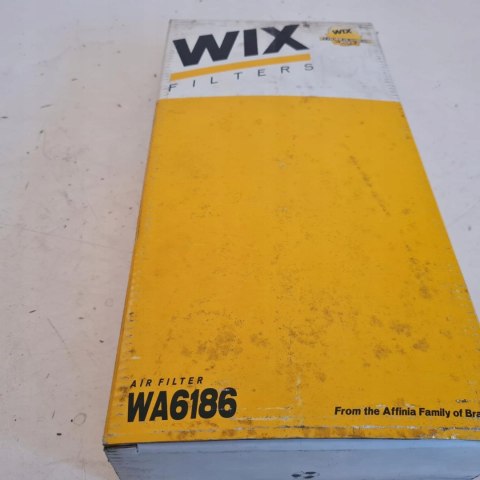 WIX
FILTERS
WIX
AIR FILTER
WA6186
From the Affinia Family of Bra